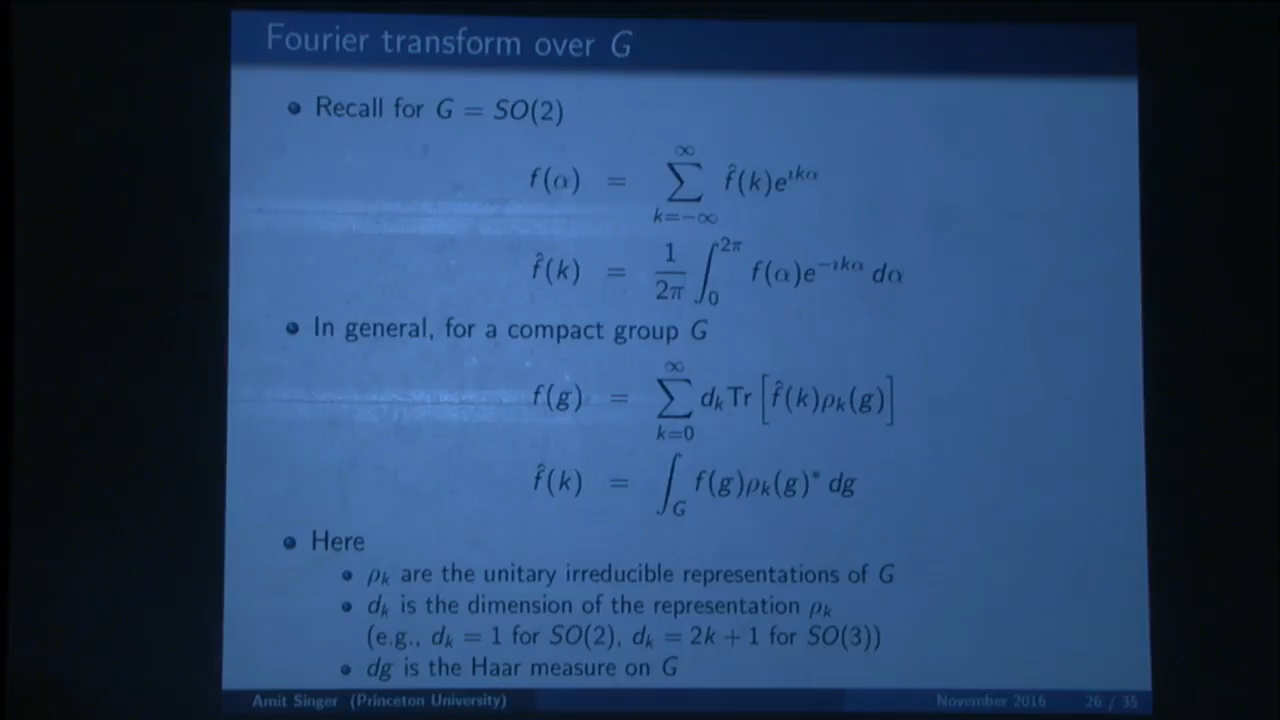 Fourier transform over G
• Recall for G = SO(2)
f(α) = ∑_{k=−∞}^{∞} f̂(k)e^{ıkα}
f̂(k) = \frac{1}{2π} ∫_0^{2π} f(α)e^{−ıkα} dα
• In general, for a compact group G
f(g) = ∑_{k=0}^{∞} d_k Tr [f̂(k)ρ_k(g)]
f̂(k) = ∫_G f(g)ρ_k(g)* dg
• Here
• ρ_k are the unitary irreducible representations of G
• d_k is the dimension of the representation ρ_k
(e.g., d_k = 1 for SO(2), d_k = 2k + 1 for SO(3))
• dg is the Haar measure on G
Amit Singer (Princeton University) November 2016 26 / 35